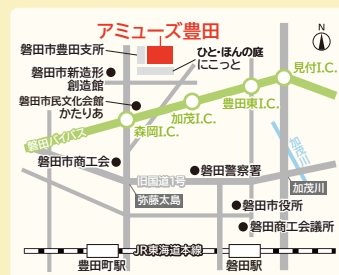 アミューズ豊田
N
磐田市豊田支所
ひと・ほんの庭
にこっと
見付I.C.
磐田市新造形
創造館
豊田東I.C.
磐田市民文化会館
かたりあ
加茂I.C.
森岡I.C.
磐田バイパス
加茂川
磐田市商工会
磐田警察署
旧国道1号
加茂川
弥藤太島
磐田市役所
磐田商工会議所
JR東海道本線
豊田町駅
磐田駅